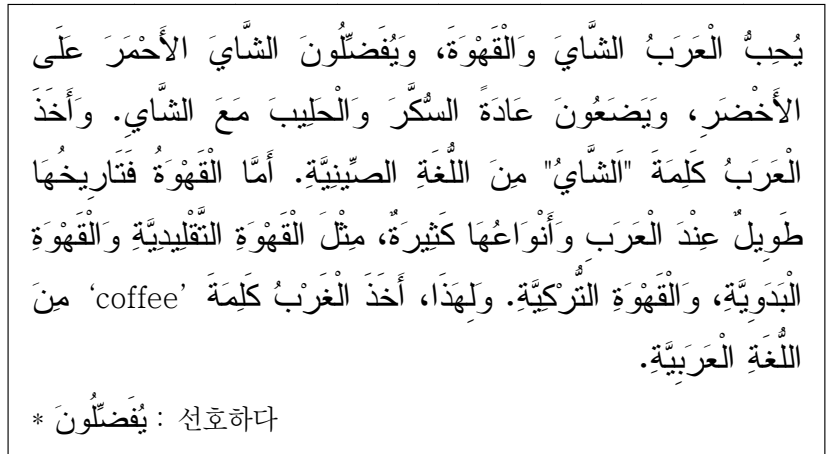 يُحِبُّ الْعَرَبُ الشَّايَ وَالْقَهْوَةَ، وَيُفَضِّلُونَ الشَّايَ الأَحْمَرَ عَلَى
الأَخْضَرِ، وَيَضَعُونَ عَادَةً السُّكَّرَ وَالْحَلِيبَ مَعَ الشَّايِ. وَأَخَذَ
الْعَرَبُ كَلِمَةَ "اَلشَّايُ" مِنَ اللُّغَةِ الصِّينِيَّةِ. أَمَّا الْقَهْوَةُ فَتَارِيخُهَا
طَوِيلٌ عِنْدَ الْعَرَبِ وَأَنْوَاعُهَا كَثِيرَةٌ، مِثْلَ الْقَهْوَةِ التَّقْلِيدِيَّةِ وَالْقَهْوَةِ
الْبَدَوِيَّةِ، وَالْقَهْوَةِ التُّرْكِيَّةِ. وَلِهَذَا، أَخَذَ الْغَرْبُ كَلِمَةَ ’coffee‘ مِنَ
اللُّغَةِ الْعَرَبِيَّةِ.
* يُفَضِّلُونَ : 선호하다